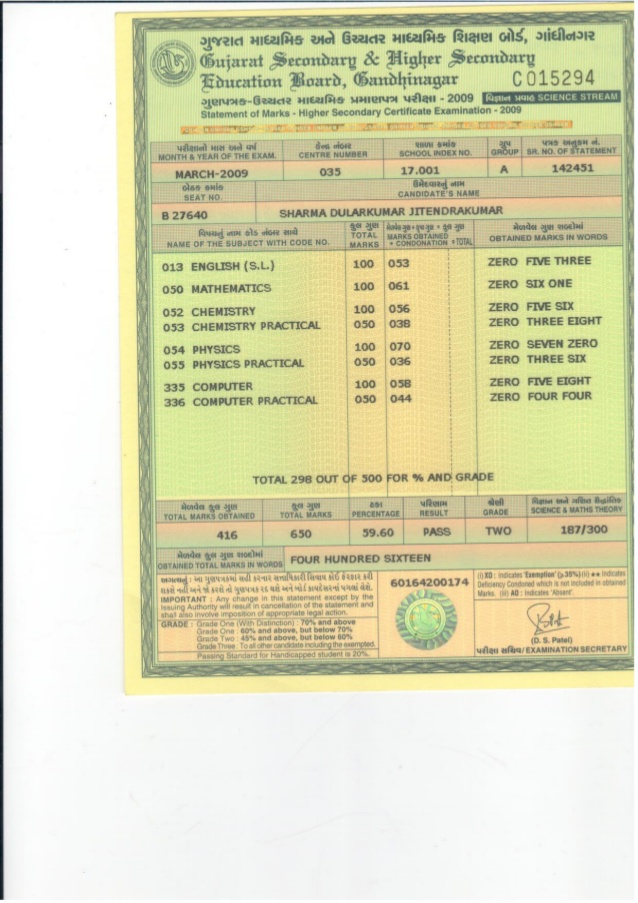 ગુજરાત માધ્યમિક અને ઉચ્ચતર માધ્યમિક શિક્ષણ બોર્ડ, ગાંધીનગર
Gujarat Secondary & Higher Secondary
Education Board, Gandhinagar
C 015294
ગુણપત્રક-ઉચ્ચતર માધ્યમિક પ્રમાણપત્ર પરીક્ષા - 2009 વિજ્ઞાન પ્રવાહ SCIENCE STREAM
Statement of Marks - Higher Secondary Certificate Examination - 2009
પરીક્ષાનો માસ અને વર્ષ કેન્દ્ર નંબર શાળા ક્રમાંક ગ્રુપ પત્રક અનુક્રમ નં.
MONTH & YEAR OF THE EXAM. CENTRE NUMBER SCHOOL INDEX NO. GROUP SR. NO. OF STATEMENT
MARCH-2009 035 17.001 A 142451
બેઠક ક્રમાંક ઉમેદવારનું નામ
SEAT NO. CANDIDATE'S NAME
B 27640 SHARMA DULARKUMAR JITENDRAKUMAR
વિષયનું નામ કોડ નંબર સાથે કુલ ગુણ મેળવેલ ગુણ શબ્દોમાં
NAME OF THE SUBJECT WITH CODE NO. TOTAL MARKS MARKS OBTAINED + CONDONATION = TOTAL OBTAINED MARKS IN WORDS
013 ENGLISH (S.L.) 100 053 ZERO FIVE THREE
050 MATHEMATICS 100 061 ZERO SIX ONE
052 CHEMISTRY 100 056 ZERO FIVE SIX
053 CHEMISTRY PRACTICAL 050 038 ZERO THREE EIGHT
054 PHYSICS 100 070 ZERO SEVEN ZERO
055 PHYSICS PRACTICAL 050 036 ZERO THREE SIX
335 COMPUTER 100 058 ZERO FIVE EIGHT
336 COMPUTER PRACTICAL 050 044 ZERO FOUR FOUR
TOTAL 298 OUT OF 500 FOR % AND GRADE
મેળવેલ કુલ ગુણ કુલ ગુણ ટકા પરિણામ શ્રેણી વિજ્ઞાન અને ગણિત સૈદ્ધાંતિક
TOTAL MARKS OBTAINED TOTAL MARKS PERCENTAGE RESULT GRADE SCIENCE & MATHS THEORY
416 650 59.60 PASS TWO 187/300
મેળવેલ કુલ ગુણ શબ્દોમાં
OBTAINED TOTAL MARKS IN WORDS FOUR HUNDRED SIXTEEN
અગત્યનું : આ ગુણપત્રકમાં સહી કરનાર સત્તાધિકારી સિવાય કોઈ ફેરફાર કરી
શકશે નહી અને જો કરશે તો ગુણપત્રક રદ થશે અને બોર્ડ કાયદેસરનાં પગલાં લેશે.
IMPORTANT : Any change in this statement except by the
Issuing Authority will result in cancellation of the statement and
shall also involve imposition of appropriate legal action.
GRADE : Grade One (With Distinction) : 70% and above
Grade One : 60% and above, but below 70%
Grade Two : 45% and above, but below 60%
Grade Three : To all other candidate including the exempted.
Passing Standard for Handicapped student is 20%.
60164200174
(i) XO : Indicates 'Exemption' (≥35%) (ii) ★★ Indicates
Deficiency Condoned which is not included in obtained
Marks. (iii) AO : Indicates 'Absent'
(D. S. Patel)
પરીક્ષા સચિવ/ EXAMINATION SECRETARY